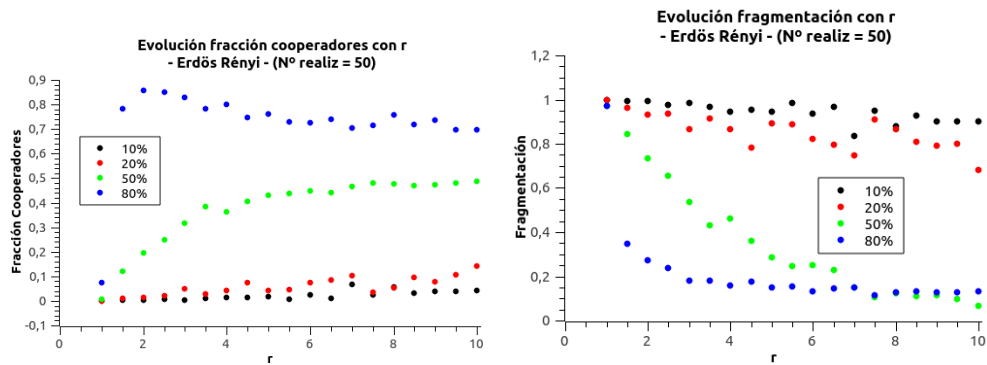 Evolución fracción cooperadores con r
- Erdös Rényi - (Nº realiz = 50)
Fracción Cooperadores
0,9
0,8
0,7
0,6
0,5
0,4
0,3
0,2
0,1
0
-0,1
10%
20%
50%
80%
0 2 4 6 8 10
r
Evolución fragmentación con r
- Erdös Rényi - (Nº realiz = 50)
Fragmentación
1,2
1
0,8
0,6
0,4
0,2
0
10%
20%
50%
80%
0 2 4 6 8 10
r